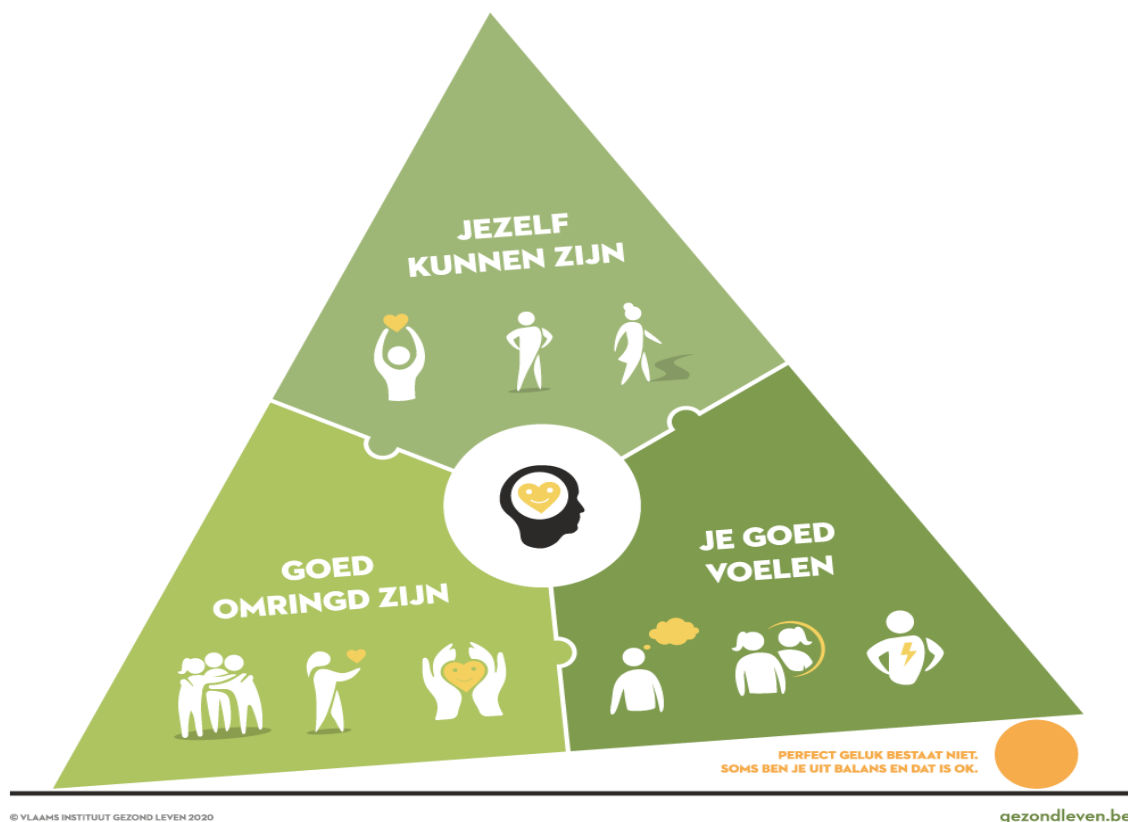 JEZELF
KUNNEN ZIJN
GOED
OMRINGD ZIJN
JE GOED
VOELEN
PERFECT GELUK BESTAAT NIET.
SOMS BEN JE UIT BALANS EN DAT IS OK.
© VLAAMS INSTITUUT GEZOND LEVEN 2020
gezondleven.be